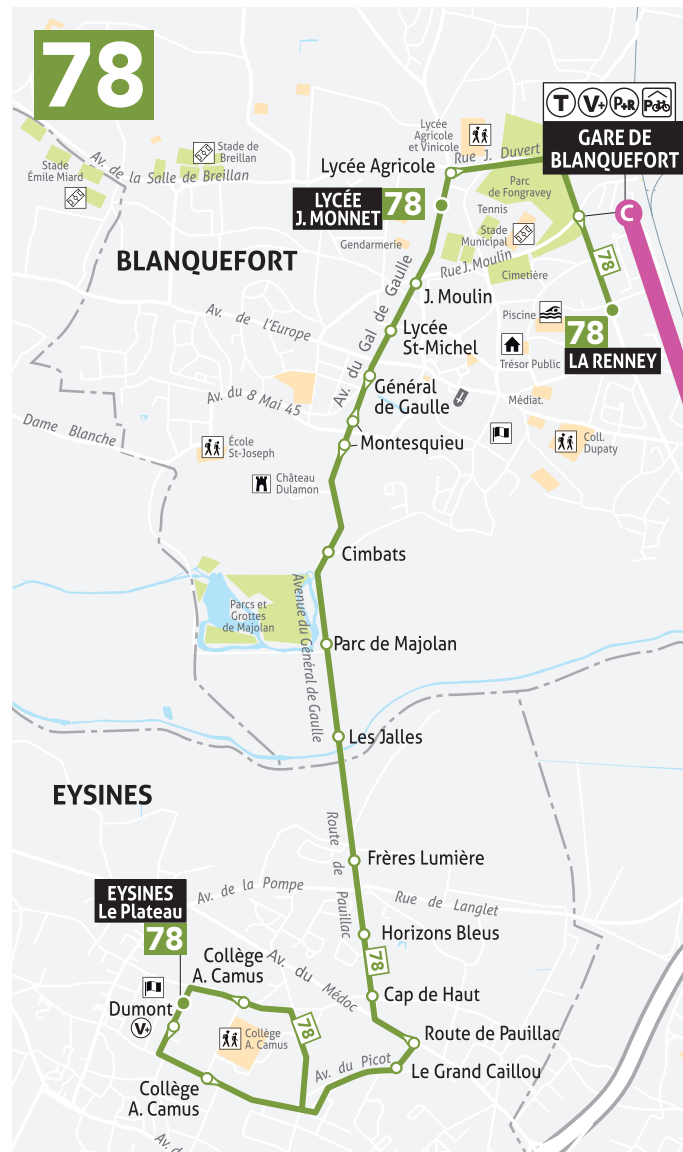 78
T V+ P+R P
GARE DE
BLANQUEFORT
C
Lycée
Agricole
et Vinicole
Rue J. Duvert
Stade de
Breillan
Av. de la Salle de Breillan
Stade
Émile Miard
Lycée Agricole
Parc
de Fongravey
LYCÉE
J. MONNET
78
Tennis
Stade
Municipal
Gendarmerie
Rue J. Moulin
Cimetière
78
BLANQUEFORT
J. Moulin
Av. du Gal de Gaulle
Av. de l'Europe
Piscine
78
LA RENNEY
Lycée
St-Michel
Trésor Public
Général
de Gaulle
Médiat.
Av. du 8 Mai 45
Dame Blanche
École
St-Joseph
Montesquieu
Coll.
Dupaty
Château
Dulamon
Cimbats
Parcs et
Grottes
de Majolan
Avenue du Général de Gaulle
Parc de Majolan
Les Jalles
EYSINES
Route de Pauillac
Frères Lumière
Av. de la Pompe
Rue de Langlet
EYSINES
Le Plateau
78
Horizons Bleus
78
Collège
A. Camus
Av. du Médoc
Cap de Haut
Dumont
V+
78
Collège
A. Camus
Route de Pauillac
Av. du Picot
Le Grand Caillou
Collège
A. Camus
Av. d